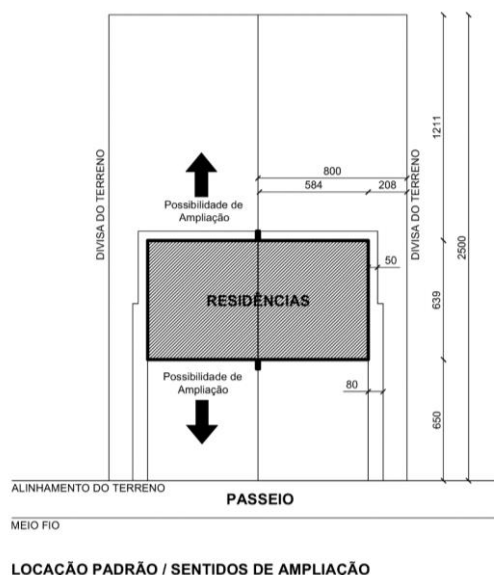 DIVISA DO TERRENO
DIVISA DO TERRENO
1211
2500
800
584
208
Possibilidade de
Ampliação
50
RESIDÊNCIAS
639
Possibilidade de
Ampliação
80
650
ALINHAMENTO DO TERRENO
PASSEIO
MEIO FIO
LOCAÇÃO PADRÃO / SENTIDOS DE AMPLIAÇÃO